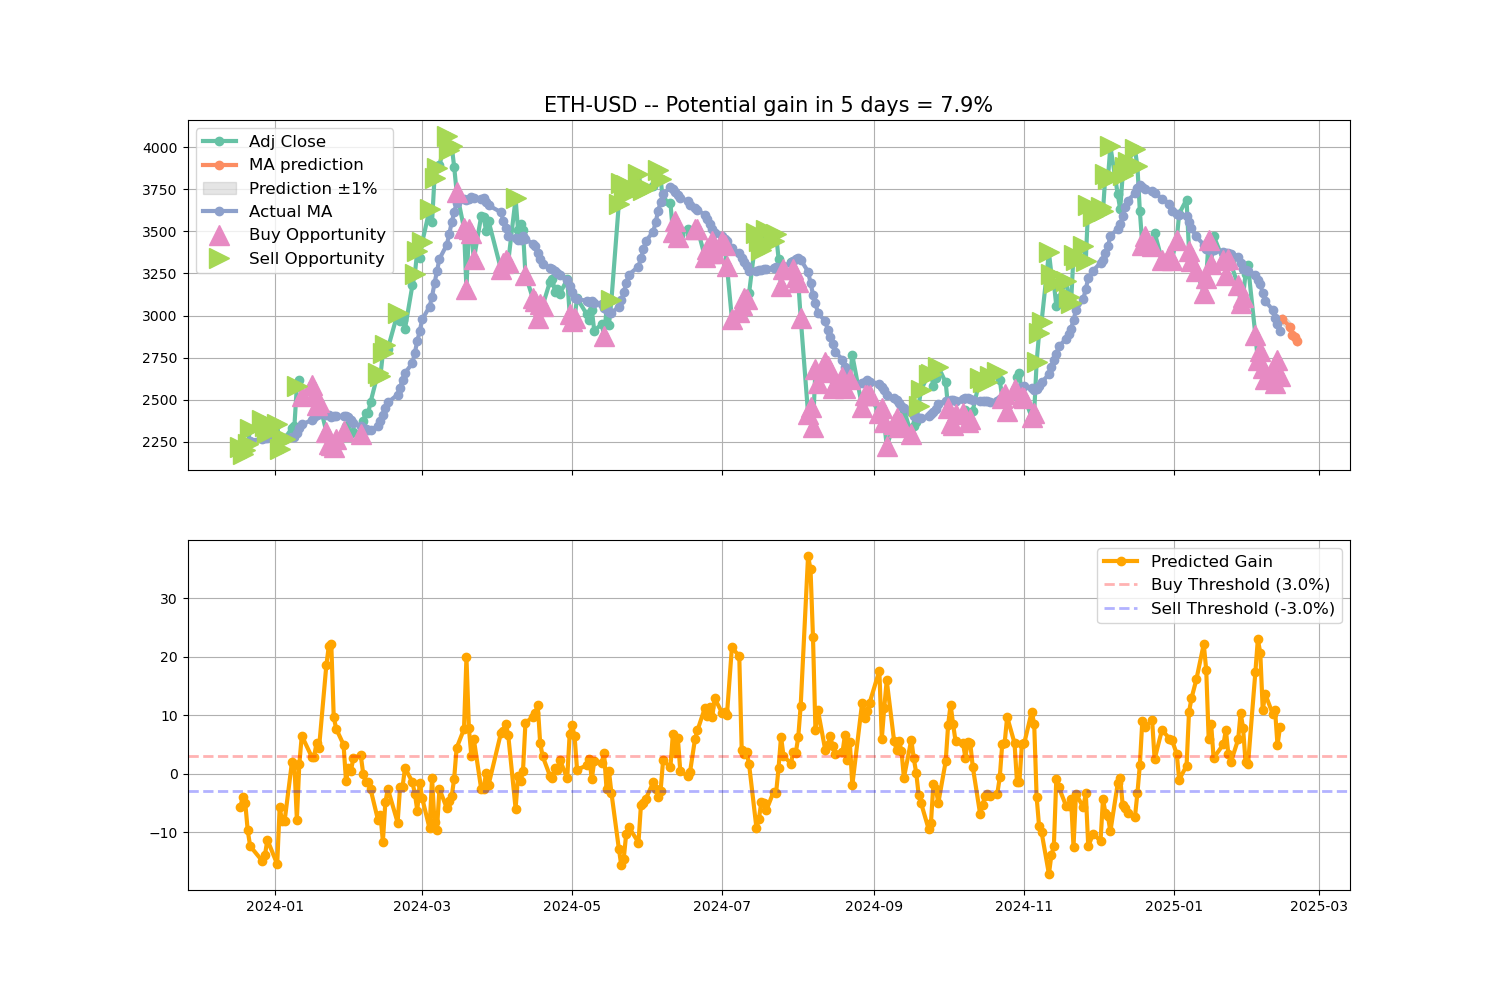 ETH-USD -- Potential gain in 5 days = 7.9%
4000
3750
3500
3250
3000
2750
2500
2250
Adj Close
MA prediction
Prediction ±1%
Actual MA
Buy Opportunity
Sell Opportunity
30
20
10
0
−10
Predicted Gain
Buy Threshold (3.0%)
Sell Threshold (-3.0%)
2024-01
2024-03
2024-05
2024-07
2024-09
2024-11
2025-01
2025-03